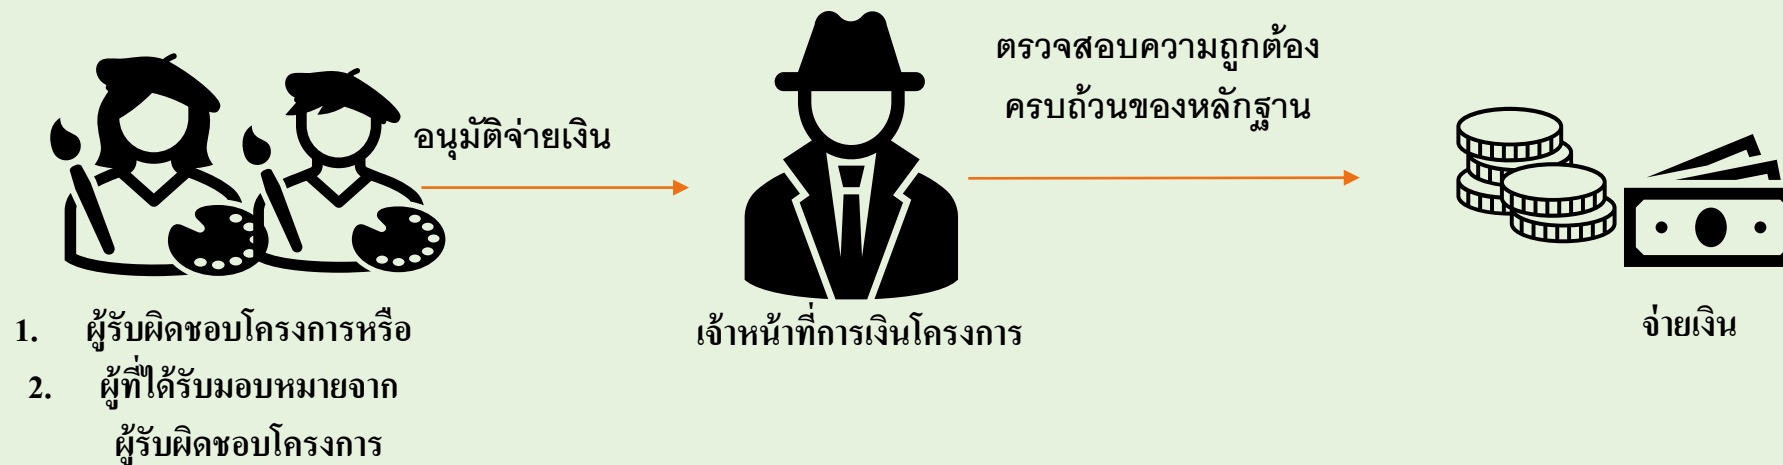 อนุมัติจ่ายเงิน
ตรวจสอบความถูกต้อง
ครบถ้วนของหลักฐาน
1. ผู้รับผิดชอบโครงการหรือ
2. ผู้ที่ได้รับมอบหมายจาก
ผู้รับผิดชอบโครงการ
เจ้าหน้าที่การเงินโครงการ
จ่ายเงิน